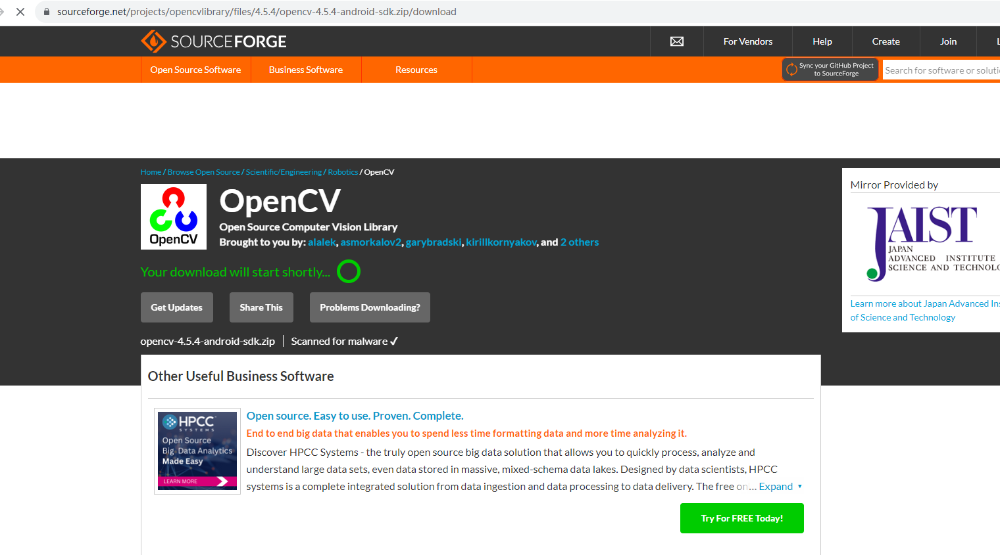 sourceforge.net/projects/opencvlibrary/files/4.5.4/opencv-4.5.4-android-sdk.zip/download
SOURCEFORGE
For Vendors
Help
Create
Join
Open Source Software
Business Software
Resources
Sync your GitHub Project
to SourceForge
Search for software or soluti
Home / Browse Open Source / Scientific/Engineering / Robotics / OpenCV
OpenCV
OpenCV
Open Source Computer Vision Library
Brought to you by: alalek, asmorkalov2, garybradski, kirillkornyakov, and 2 others
Your download will start shortly...
Get Updates
Share This
Problems Downloading?
opencv-4.5.4-android-sdk.zip
Scanned for malware ✓
Mirror Provided by
JAIST
JAPAN
ADVANCED INSTITUTE
SCIENCE AND TECHNOLO
Learn more about Japan Advanced Ins
of Science and Technology
Other Useful Business Software
HPCC
SYSTEMS
Open Source
Big Data Analytics
Made Easy
LEARN MORE
Open source. Easy to use. Proven. Complete.
End to end big data that enables you to spend less time formatting data and more time analyzing it.
Discover HPCC Systems - the truly open source big data solution that allows you to quickly process, analyze and
understand large data sets, even data stored in massive, mixed-schema data lakes. Designed by data scientists, HPCC
systems is a complete integrated solution from data ingestion and data processing to data delivery. The free on... Expand ▼
Try For FREE Today!